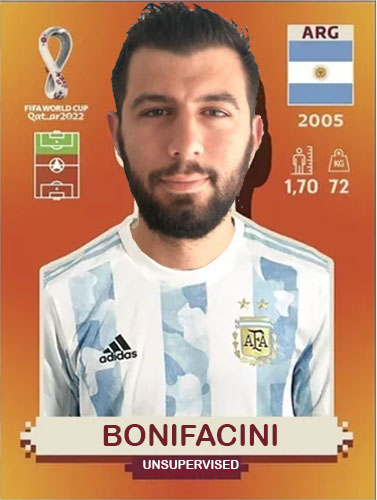 FIFA WORLD CUP
Qatar2022
ARG
2005
KG
1,70 72
adidas
AFA
BONIFACINI
UNSUPERVISED